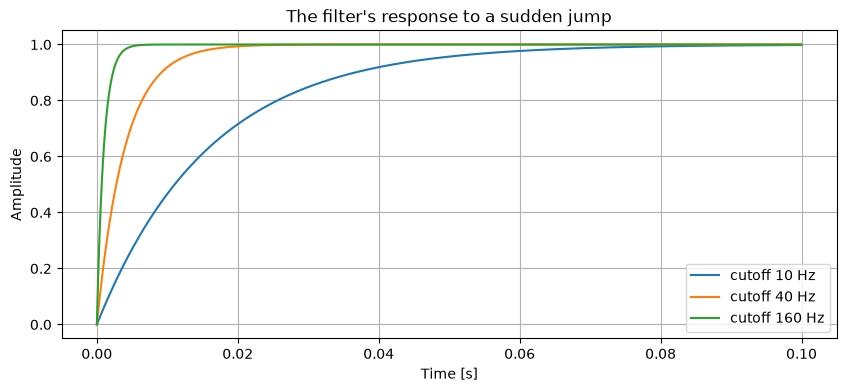 The filter's response to a sudden jump
Amplitude
1.0
0.8
0.6
0.4
0.2
0.0
0.00 0.02 0.04 0.06 0.08 0.10
Time [s]
cutoff 10 Hz
cutoff 40 Hz
cutoff 160 Hz